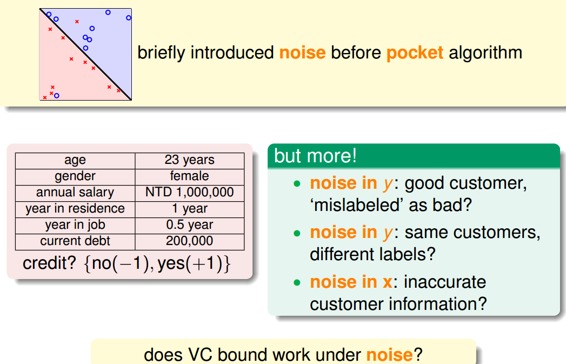 briefly introduced noise before pocket algorithm
age 23 years
gender female
annual salary NTD 1,000,000
year in residence 1 year
year in job 0.5 year
current debt 200,000
credit? {no(−1), yes(+1)}
but more!
• noise in y: good customer,
‘mislabeled’ as bad?
• noise in y: same customers,
different labels?
• noise in x: inaccurate
customer information?
does VC bound work under noise?